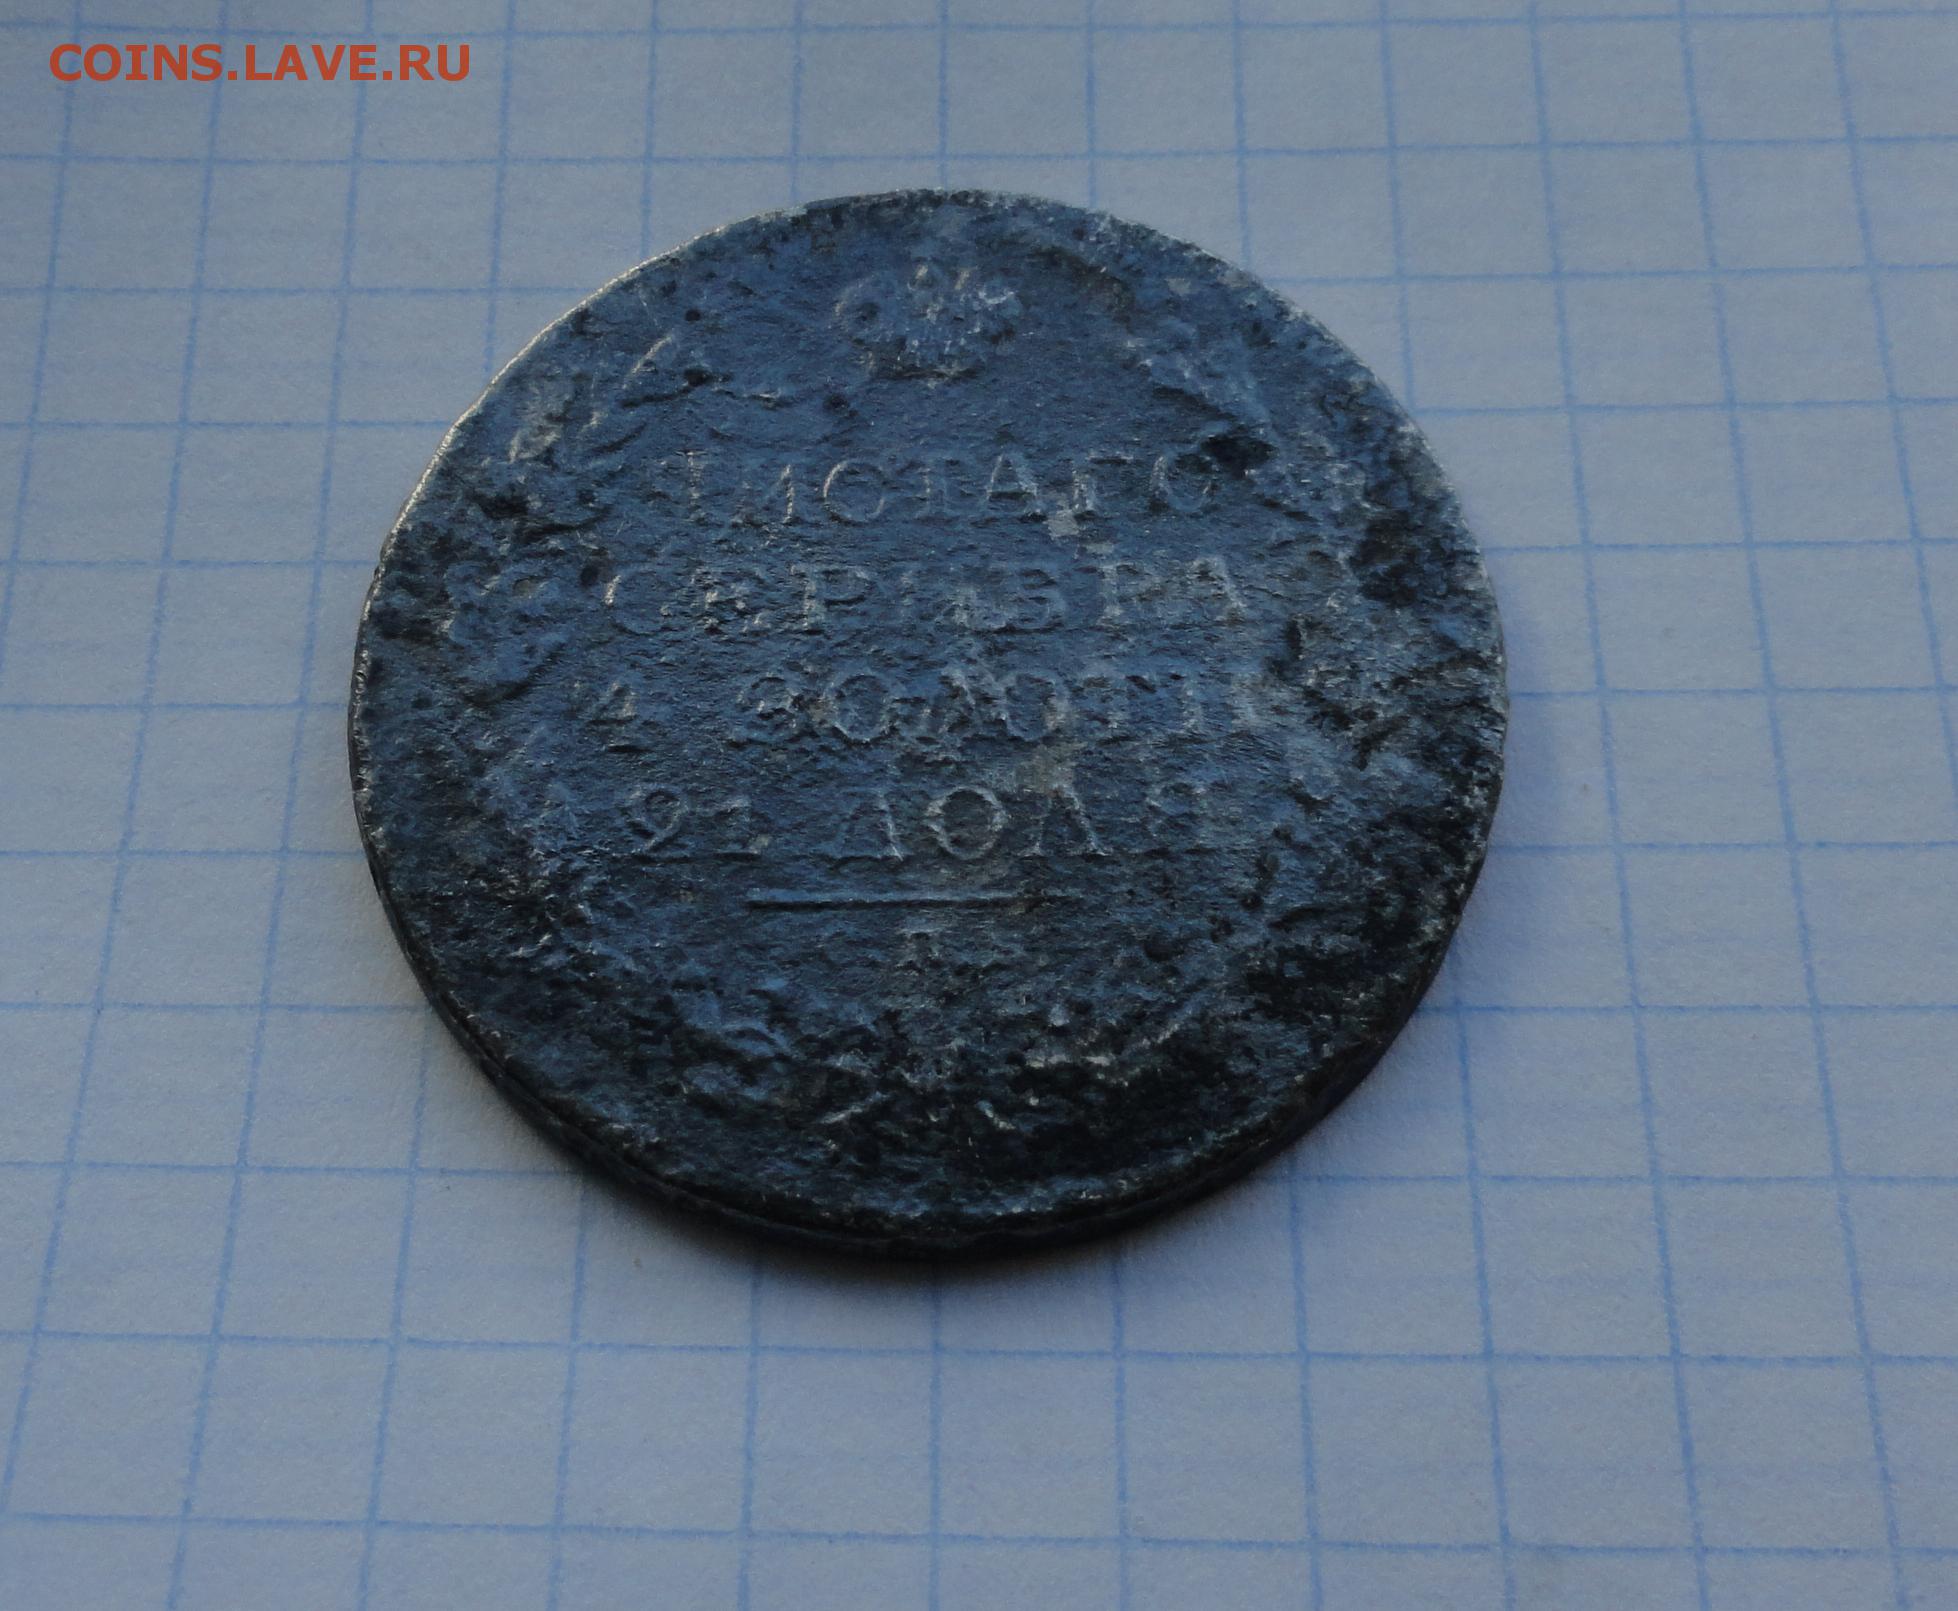 COINS.LAVE.RU
ЧИСТАГО
СЕРЕБРА
4 ЗОЛОТН
21 ДОЛЯ